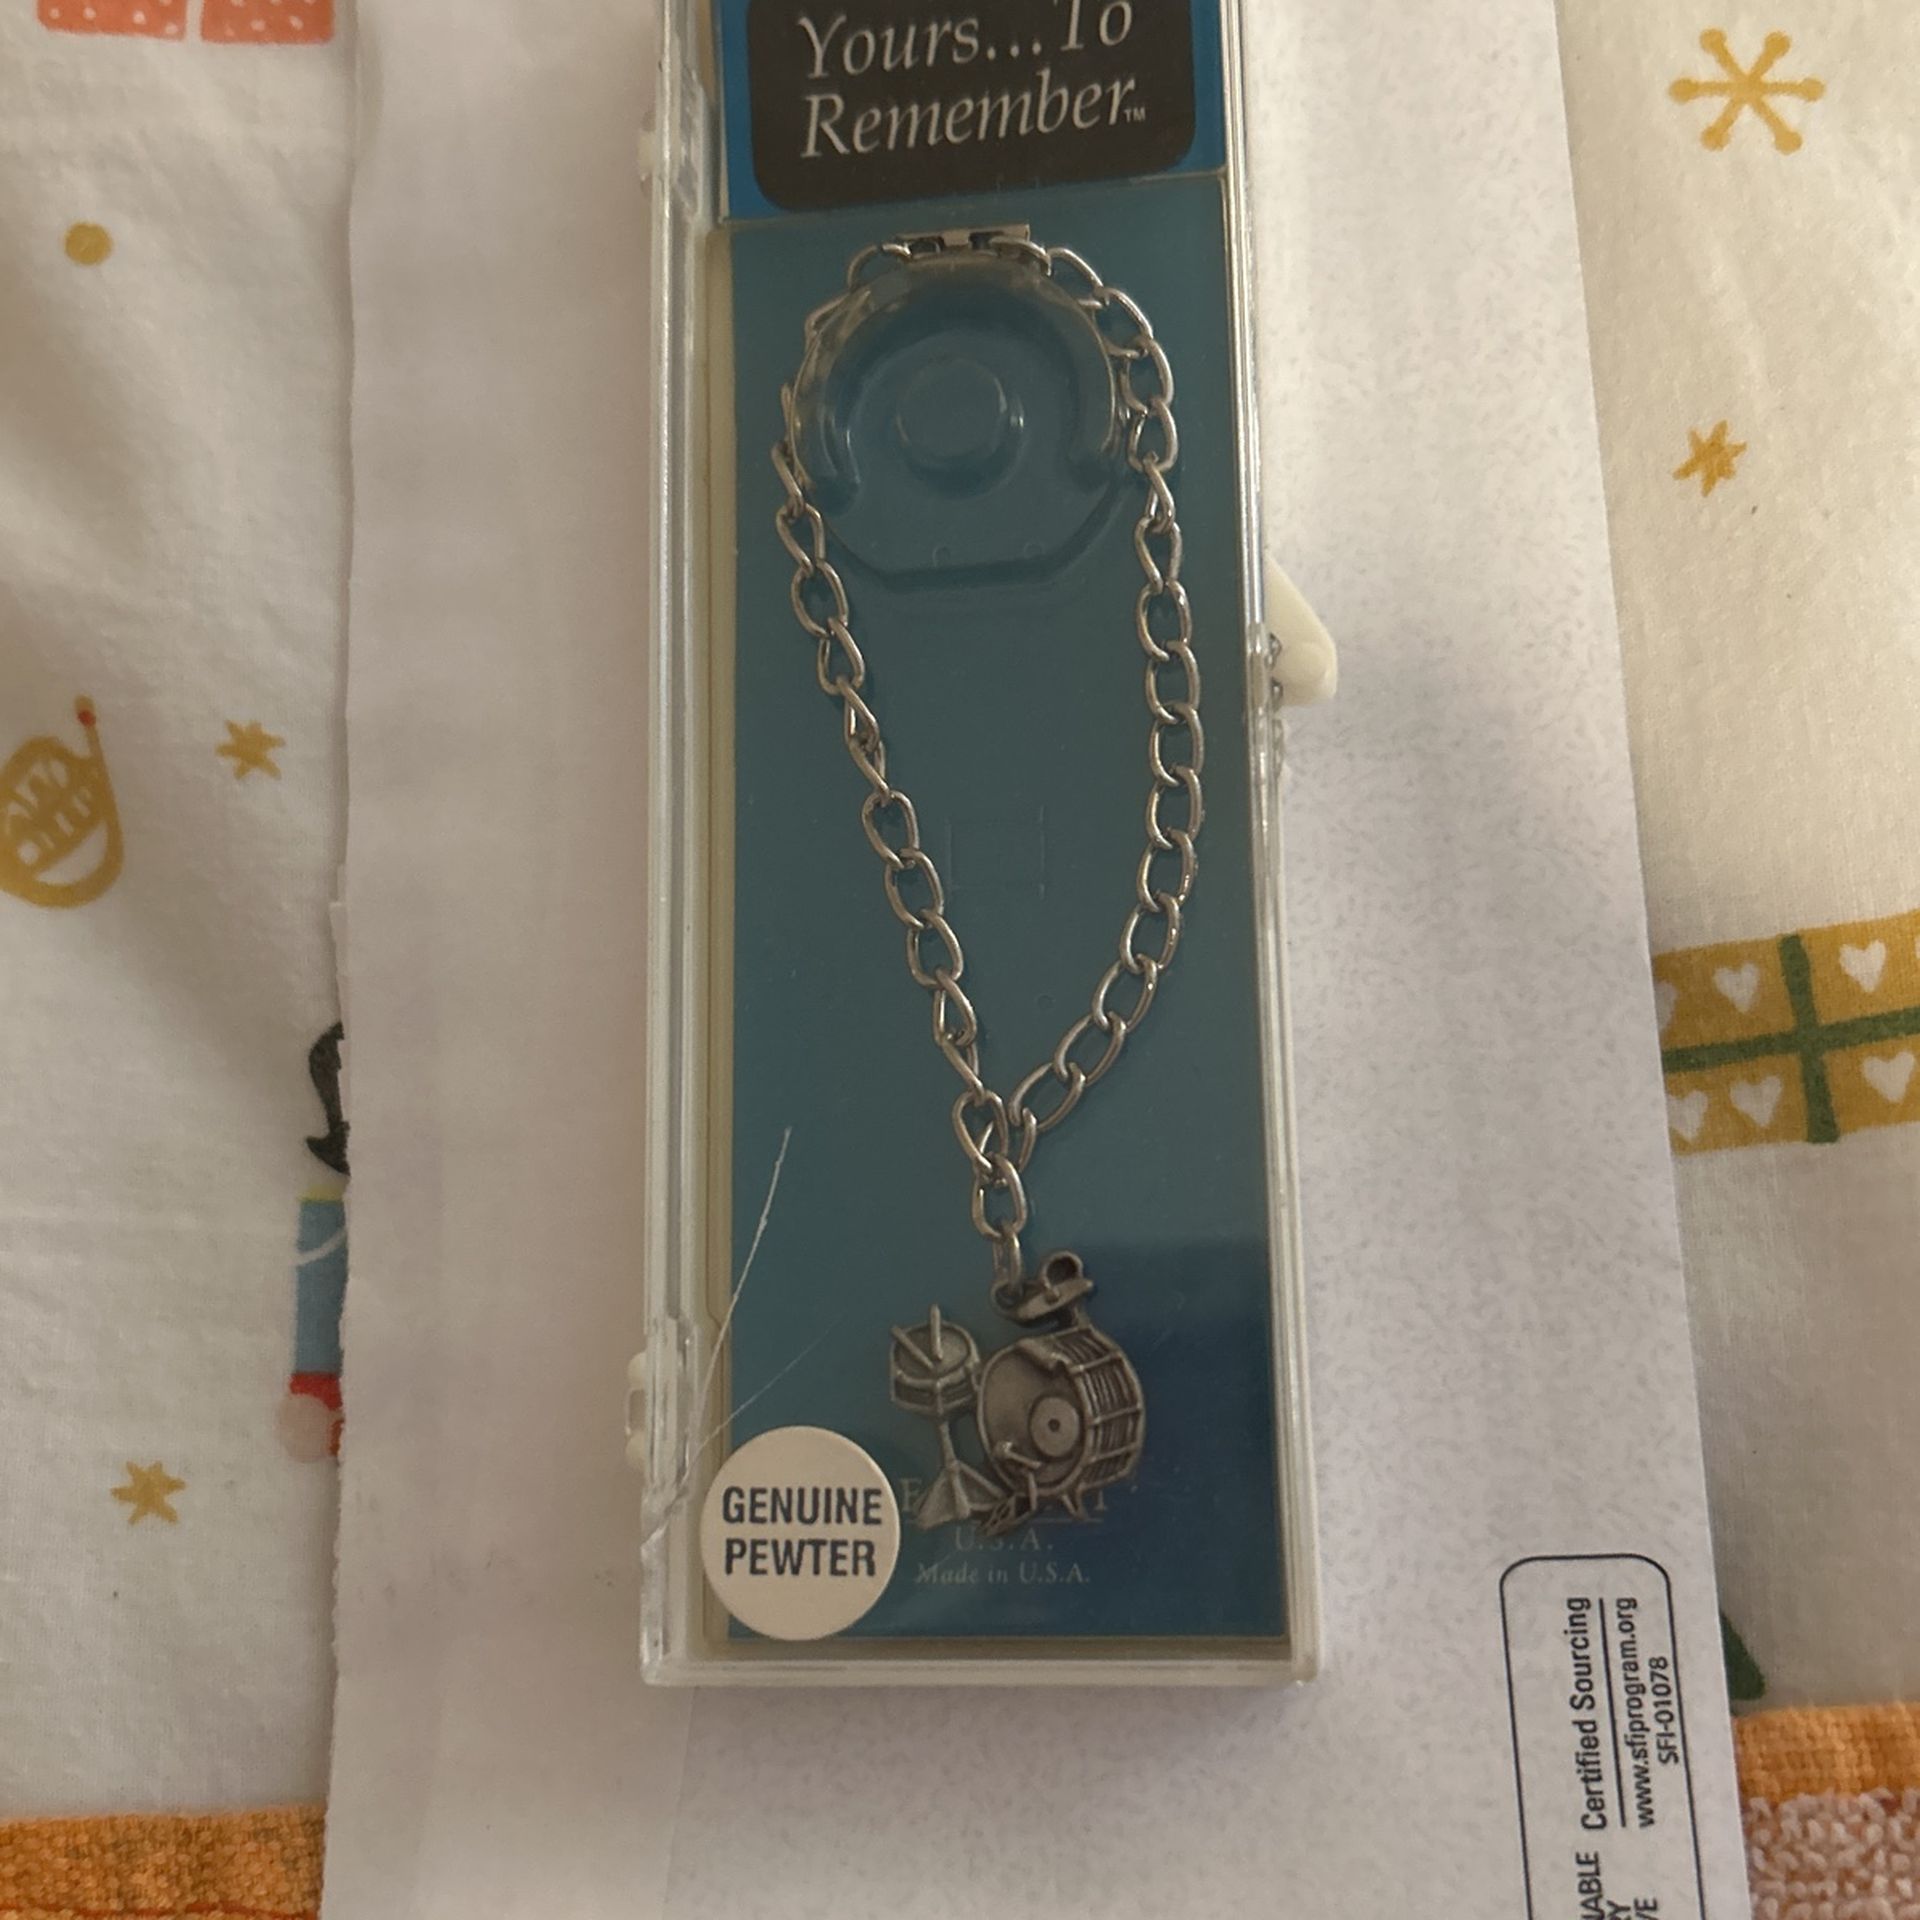 Yours...To
Remember™
GENUINE
PEWTER
U.S.A.
Made in U.S.A.
Certified Sourcing
www.sfiprogram.org
SFI-01078